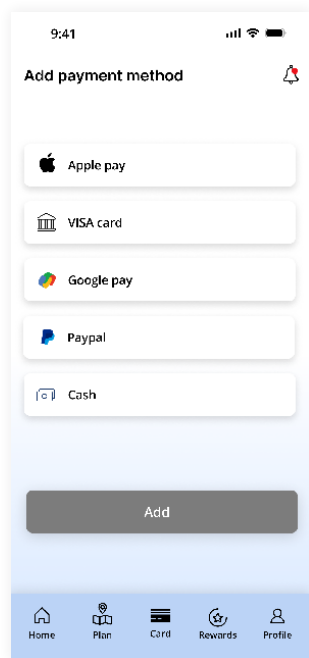 9:41
Add payment method
Apple pay
VISA card
Google pay
Paypal
Cash
Add
Home Plan Card Rewards Profile